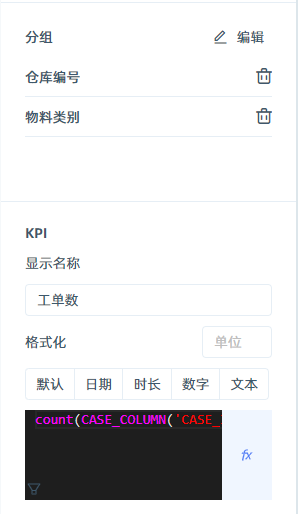 分组 编辑
仓库编号
物料类别
KPI
显示名称
工单数
格式化 单位
默认 日期 时长 数字 文本
count(CASE_COLUMN('CASE_
fx